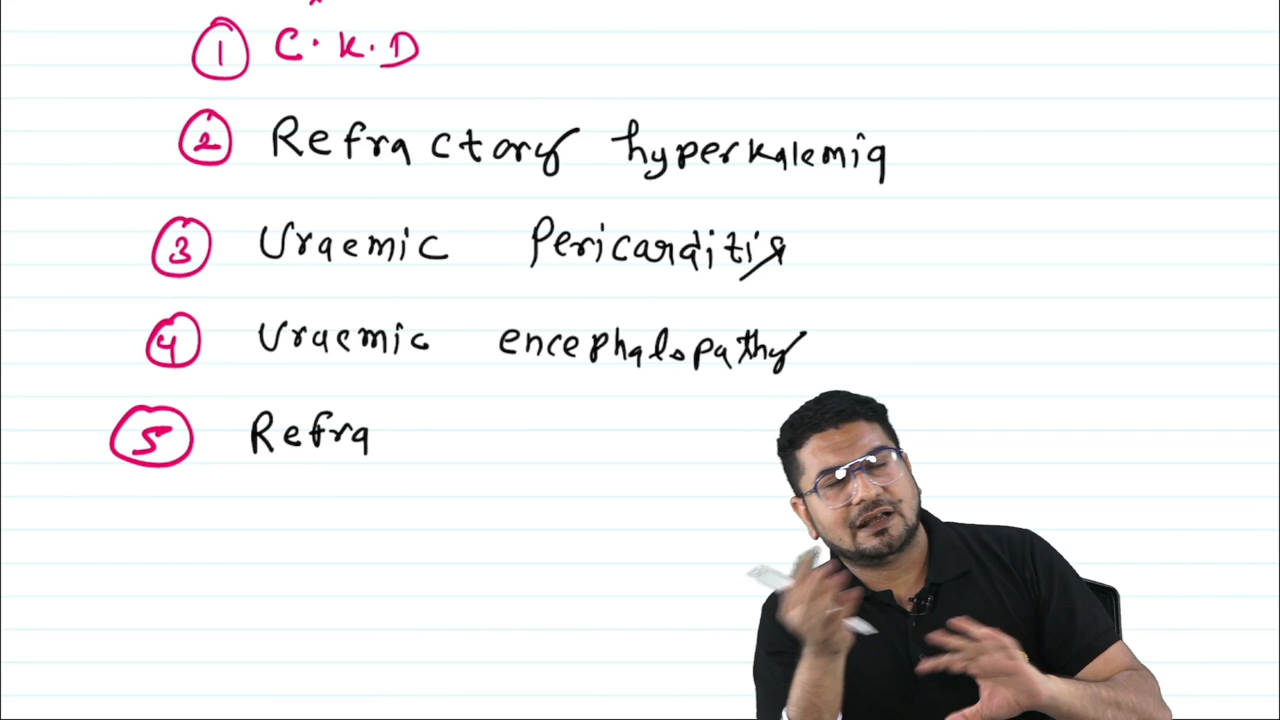 1 C.K.D
2 Refractory hyperkalemia
3 Uraemic Pericarditis
4 Uraemic encephalopathy
5 Refra